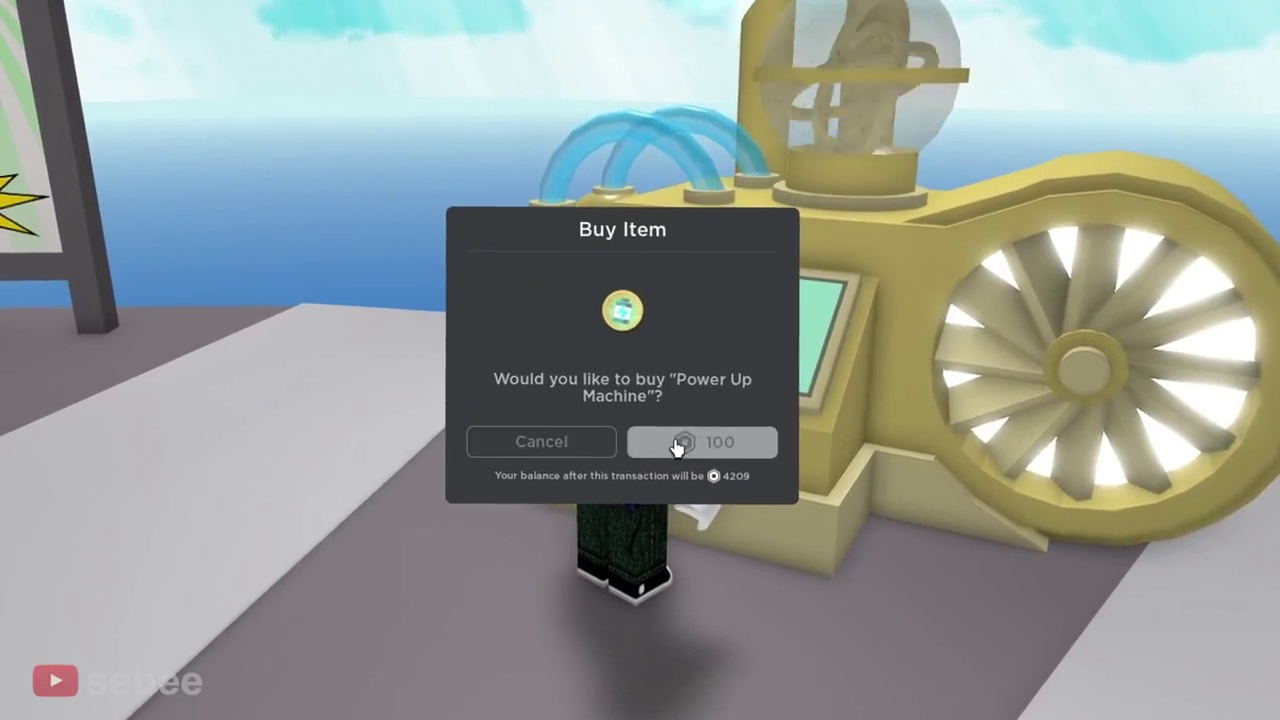 Buy Item
Would you like to buy "Power Up
Machine"?
Cancel
100
Your balance after this transaction will be 4209
sebee